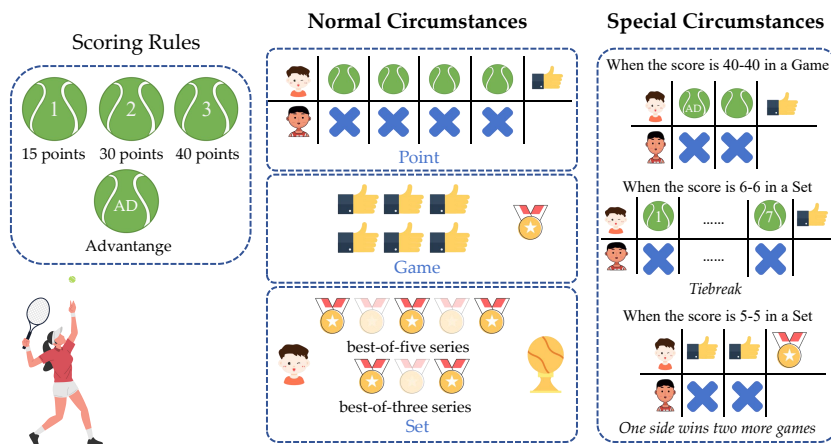 Scoring Rules
1
2
3
15 points
30 points
40 points
AD
Advantange
Normal Circumstances
Point
Game
best-of-five series
best-of-three series
Set
Special Circumstances
When the score is 40-40 in a Game
AD
When the score is 6-6 in a Set
1
......
7
......
Tiebreak
When the score is 5-5 in a Set
One side wins two more games